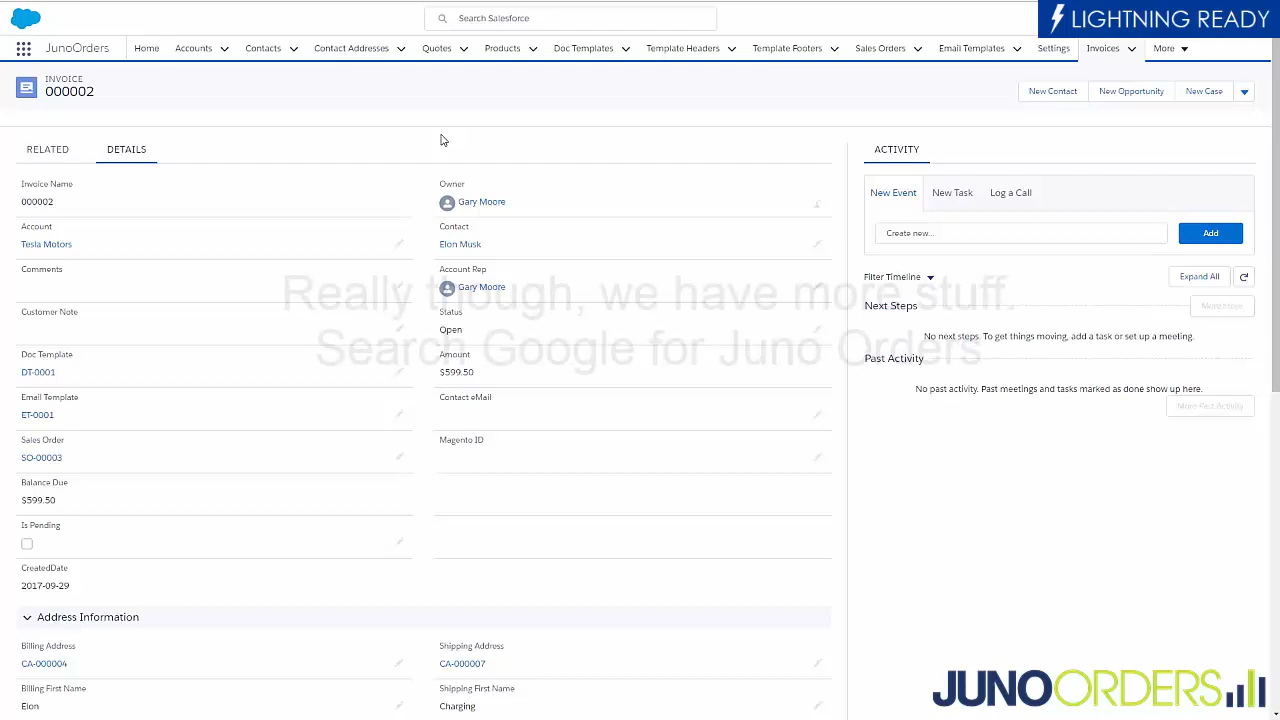 Search Salesforce
LIGHTNING READY
JunoOrders
Home
Accounts
Contacts
Contact Addresses
Quotes
Products
Doc Templates
Template Headers
Template Footers
Sales Orders
Email Templates
Settings
Invoices
More
INVOICE
000002
New Contact
New Opportunity
New Case
RELATED
DETAILS
ACTIVITY
Invoice Name
000002
Owner
Gary Moore
Account
Tesla Motors
Contact
Elon Musk
Comments
Account Rep
Gary Moore
Customer Note
Status
Open
Doc Template
DT-0001
Amount
$599.50
Email Template
ET-0001
Contact eMail
Sales Order
SO-00003
Magento ID
Balance Due
$599.50
Is Pending
CreatedDate
2017-09-29
Address Information
Billing Address
CA-000004
Shipping Address
CA-000007
Billing First Name
Elon
Shipping First Name
Charging
New Event
New Task
Log a Call
Create new...
Add
Filter Timeline
Expand All
Next Steps
More Steps
No next steps. To get things moving, add a task or set up a meeting.
Past Activity
No past activity. Past meetings and tasks marked as done show up here.
More Past Activity
Really though, we have more stuff.
Search Google for Juno Orders
JUNOORDERS